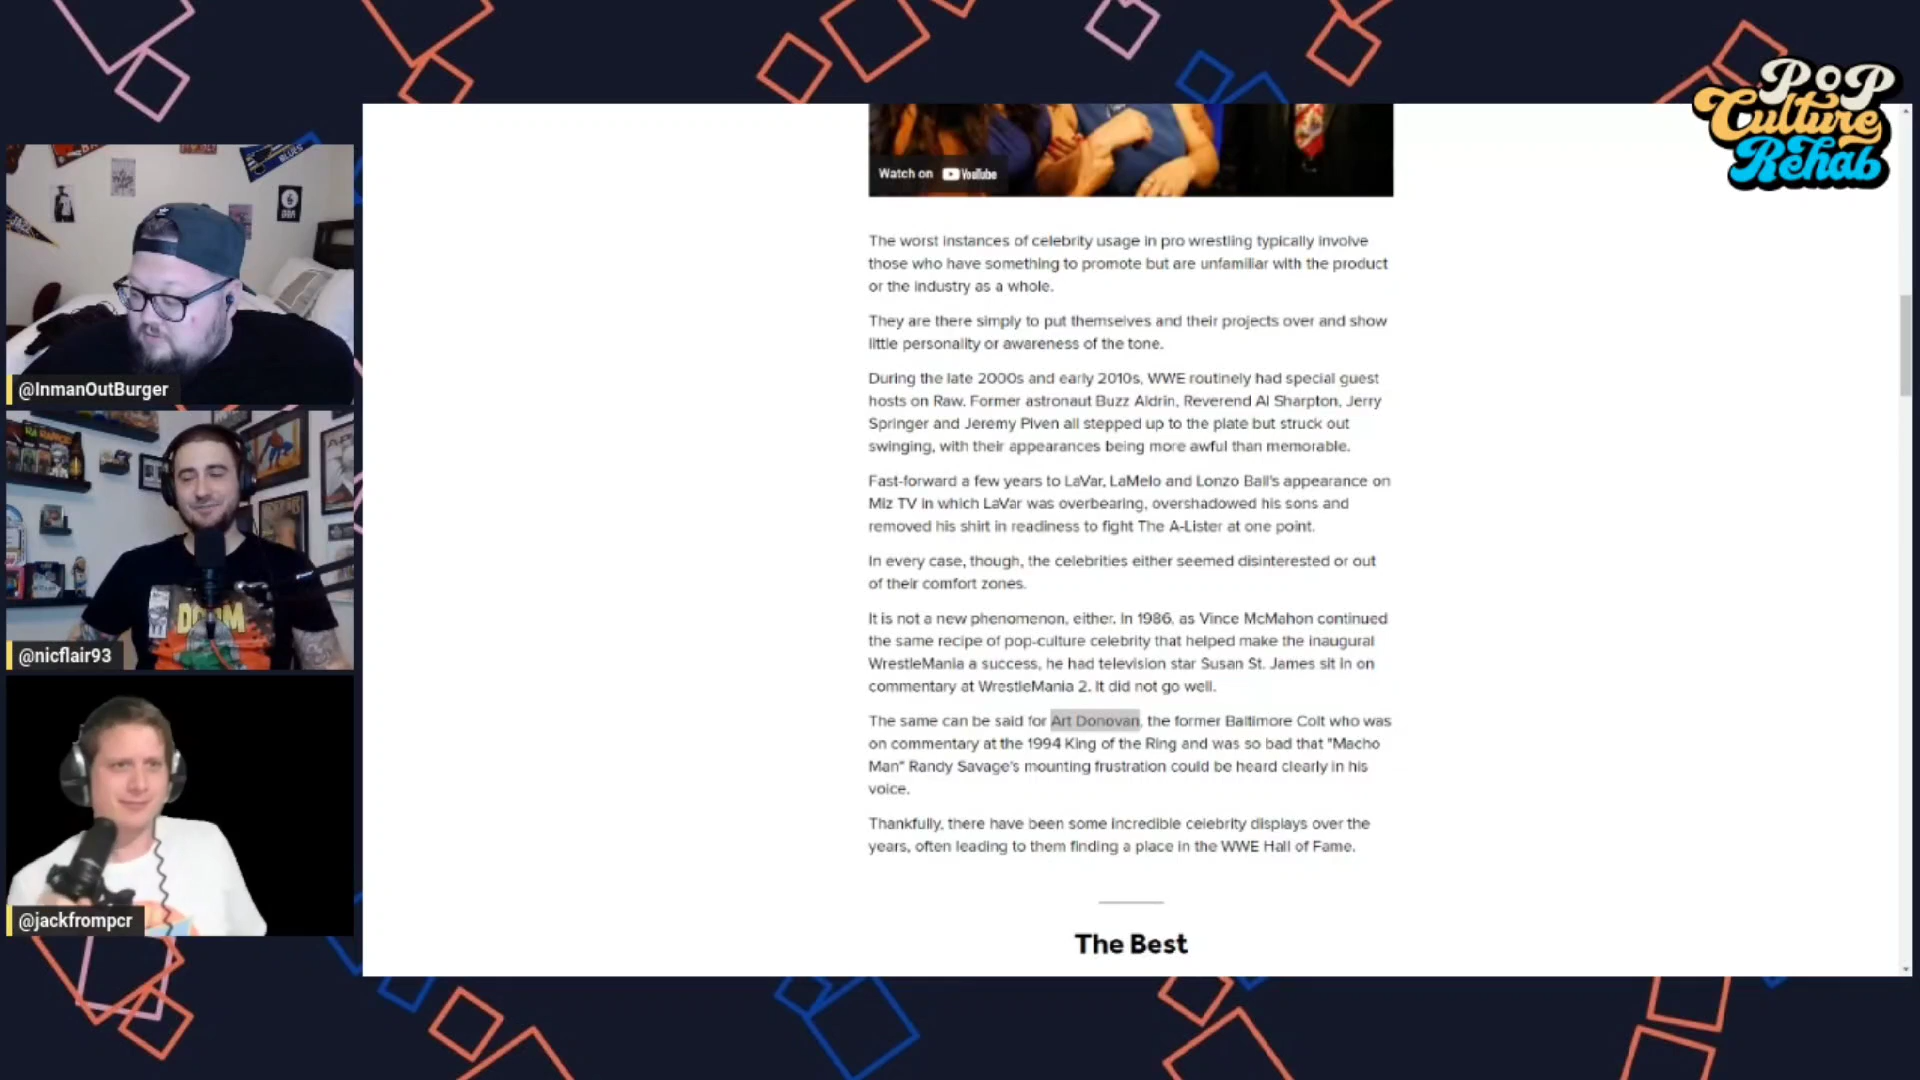 PoP
Culture
Rehab
BLUES
@InmanOutBurger
DOOM
@nicflair93
@jackfrompcr
Watch on YouTube
The worst instances of celebrity usage in pro wrestling typically involve
those who have something to promote but are unfamiliar with the product
or the industry as a whole.
They are there simply to put themselves and their projects over and show
little personality or awareness of the tone.
During the late 2000s and early 2010s, WWE routinely had special guest
hosts on Raw. Former astronaut Buzz Aldrin, Reverend Al Sharpton, Jerry
Springer and Jeremy Piven all stepped up to the plate but struck out
swinging, with their appearances being more awful than memorable.
Fast-forward a few years to LaVar, LaMelo and Lonzo Ball's appearance on
Miz TV in which LaVar was overbearing, overshadowed his sons and
removed his shirt in readiness to fight The A-Lister at one point.
In every case, though, the celebrities either seemed disinterested or out
of their comfort zones.
It is not a new phenomenon, either. In 1986, as Vince McMahon continued
the same recipe of pop-culture celebrity that helped make the inaugural
WrestleMania a success, he had television star Susan St. James sit in on
commentary at WrestleMania 2. It did not go well.
The same can be said for Art Donovan, the former Baltimore Colt who was
on commentary at the 1994 King of the Ring and was so bad that "Macho
Man" Randy Savage's mounting frustration could be heard clearly in his
voice.
Thankfully, there have been some incredible celebrity displays over the
years, often leading to them finding a place in the WWE Hall of Fame.
The Best